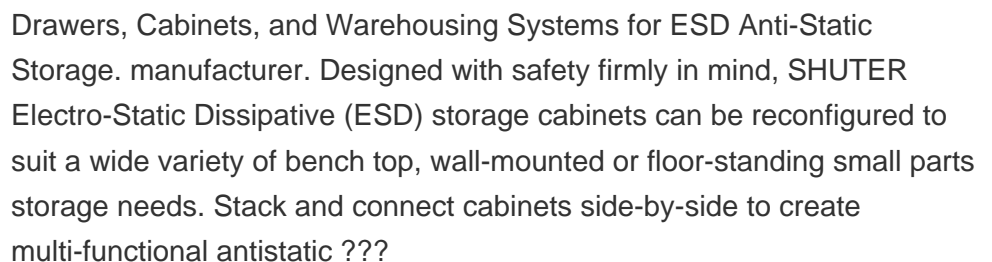 Drawers, Cabinets, and Warehousing Systems for ESD Anti-Static
Storage. manufacturer. Designed with safety firmly in mind, SHUTER
Electro-Static Dissipative (ESD) storage cabinets can be reconfigured to
suit a wide variety of bench top, wall-mounted or floor-standing small parts
storage needs. Stack and connect cabinets side-by-side to create
multi-functional antistatic ???